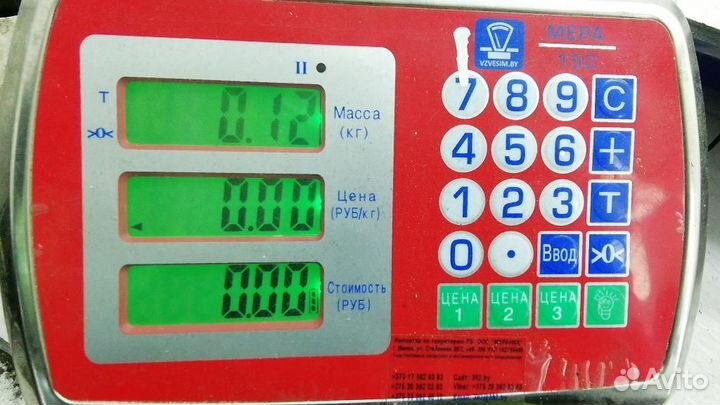 II
T
>0<
0.12
Масса
(кг)
0.00
Цена
(РУБ/кг)
0.00
Стоимость
(РУБ)
VZVESIM.BY
МЕРА
7 8 9 C
4 5 6 +
1 2 3 T
0 . Ввод >0<
ЦЕНА 1 ЦЕНА 2 ЦЕНА 3
Avito